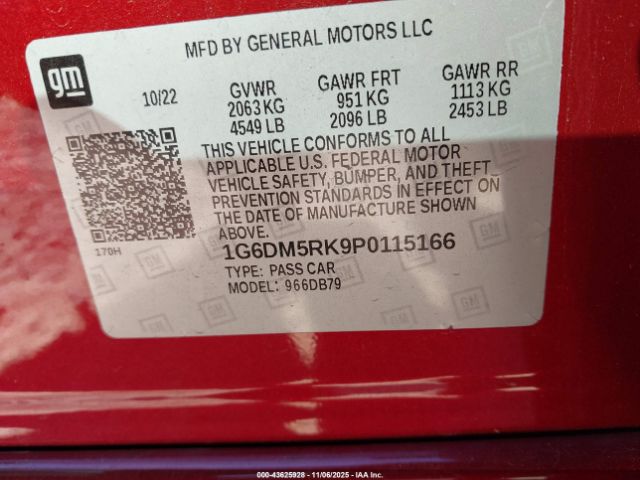 MFD BY GENERAL MOTORS LLC
gm
10/22
GVWR GAWR FRT GAWR RR
2063 KG 951 KG 1113 KG
4549 LB 2096 LB 2453 LB
THIS VEHICLE CONFORMS TO ALL
APPLICABLE U.S. FEDERAL MOTOR
VEHICLE SAFETY, BUMPER, AND THEFT
PREVENTION STANDARDS IN EFFECT ON
THE DATE OF MANUFACTURE SHOWN
ABOVE.
170H
1G6DM5RK9P0115166
TYPE: PASS CAR
MODEL: 966DB79
000-43625928 - 11/06/2025 - IAA Inc.